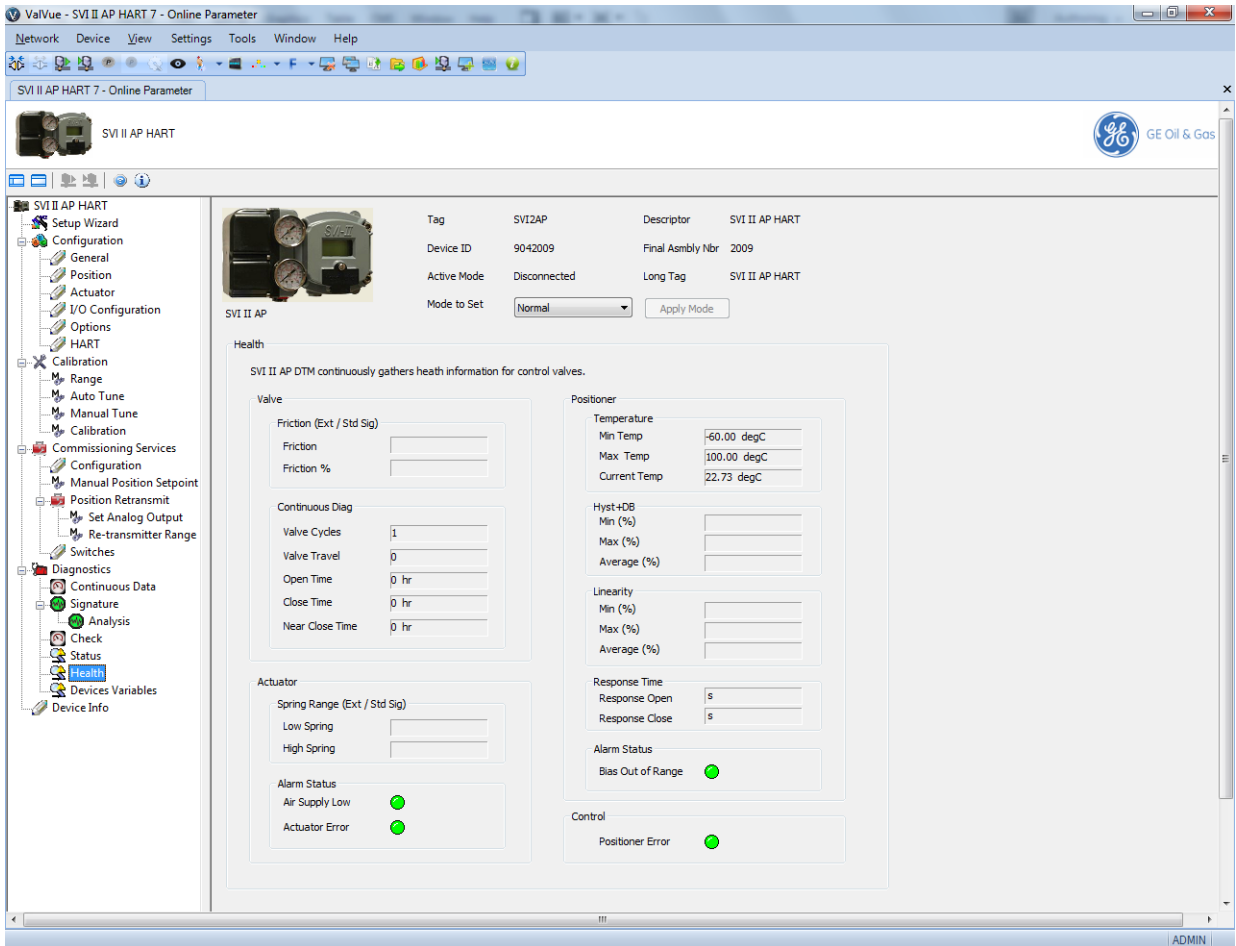 ValVue - SVI II AP HART 7 - Online Parameter
Network Device View Settings Tools Window Help
F
SVI II AP HART 7 - Online Parameter
SVI II AP HART
GE Oil & Gas
SVI II AP HART
Setup Wizard
Configuration
General
Position
Actuator
I/O Configuration
Options
HART
Calibration
Range
Auto Tune
Manual Tune
Calibration
Commissioning Services
Configuration
Manual Position Setpoint
Position Retransmit
Set Analog Output
Re-transmitter Range
Switches
Diagnostics
Continuous Data
Signature
Analysis
Check
Status
Health
Devices Variables
Device Info
SVI-II
SVI II AP
Tag SVI2AP Descriptor SVI II AP HART
Device ID 9042009 Final Asmbly Nbr 2009
Active Mode Disconnected Long Tag SVI II AP HART
Mode to Set Normal Apply Mode
Health
SVI II AP DTM continuously gathers heath information for control valves.
Valve
Friction (Ext / Std Sig)
Friction
Friction %
Continuous Diag
Valve Cycles 1
Valve Travel 0
Open Time 0 hr
Close Time 0 hr
Near Close Time 0 hr
Actuator
Spring Range (Ext / Std Sig)
Low Spring
High Spring
Alarm Status
Air Supply Low
Actuator Error
Positioner
Temperature
Min Temp -60.00 degC
Max Temp 100.00 degC
Current Temp 22.73 degC
Hyst+DB
Min (%)
Max (%)
Average (%)
Linearity
Min (%)
Max (%)
Average (%)
Response Time
Response Open s
Response Close s
Alarm Status
Bias Out of Range
Control
Positioner Error
ADMIN